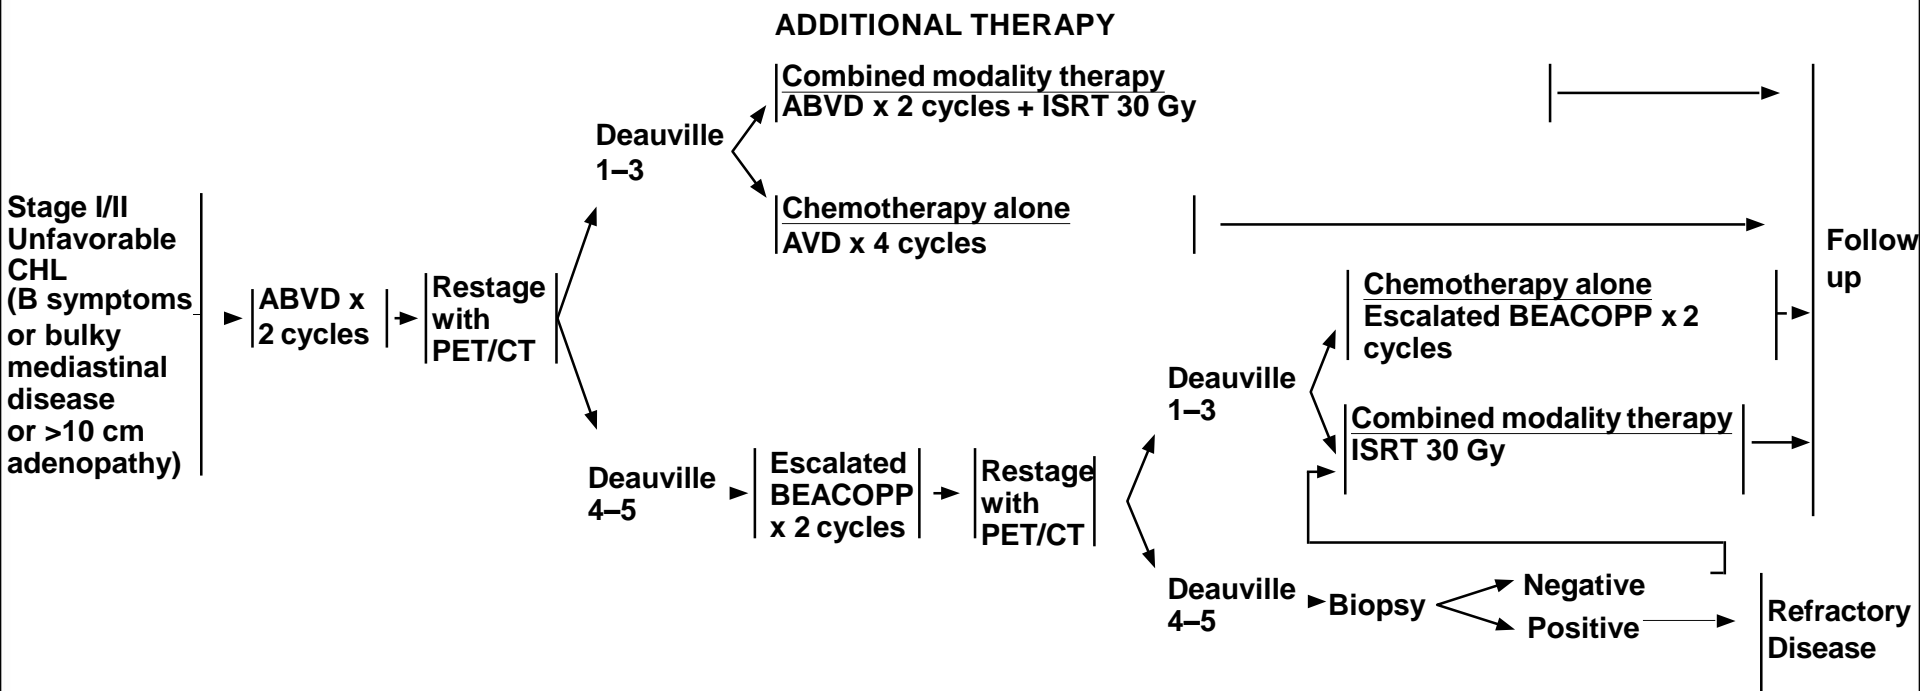 ADDITIONAL THERAPY
Combined modality therapy
ABVD x 2 cycles + ISRT 30 Gy
Deauville
1–3
Chemotherapy alone
AVD x 4 cycles
Stage I/II
Unfavorable
CHL
(B symptoms
or bulky
mediastinal
disease
or >10 cm
adenopathy)
ABVD x
2 cycles
Restage
with
PET/CT
Deauville
4–5
Escalated
BEACOPP
x 2 cycles
Restage
with
PET/CT
Deauville
1–3
Chemotherapy alone
Escalated BEACOPP x 2
cycles
Combined modality therapy
ISRT 30 Gy
Deauville
4–5
Biopsy
Negative
Positive
Follow
up
Refractory
Disease